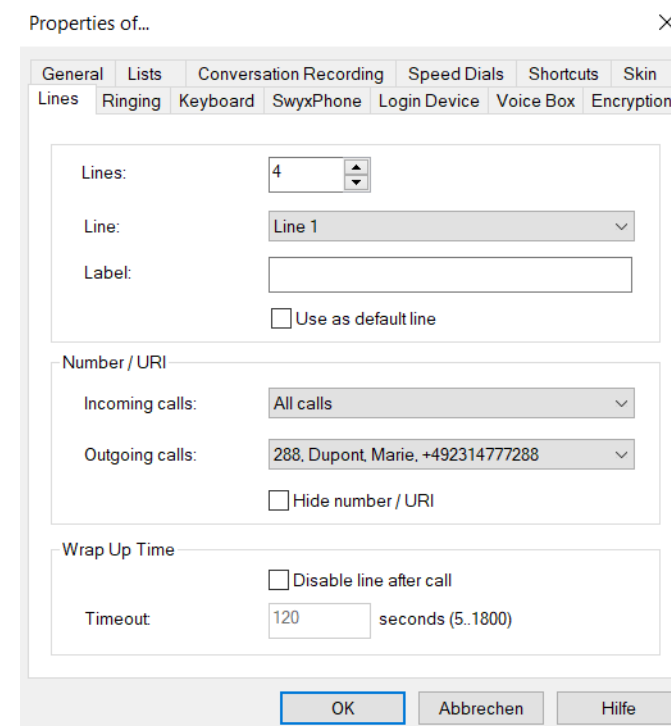 Properties of...
General Lists Conversation Recording Speed Dials Shortcuts Skin
Lines Ringing Keyboard SwyxPhone Login Device Voice Box Encryption
Lines: 4
Line: Line 1
Label:
Use as default line
Number / URI
Incoming calls: All calls
Outgoing calls: 288, Dupont, Marie, +492314777288
Hide number / URI
Wrap Up Time
Disable line after call
Timeout: 120 seconds (5..1800)
OK Abbrechen Hilfe